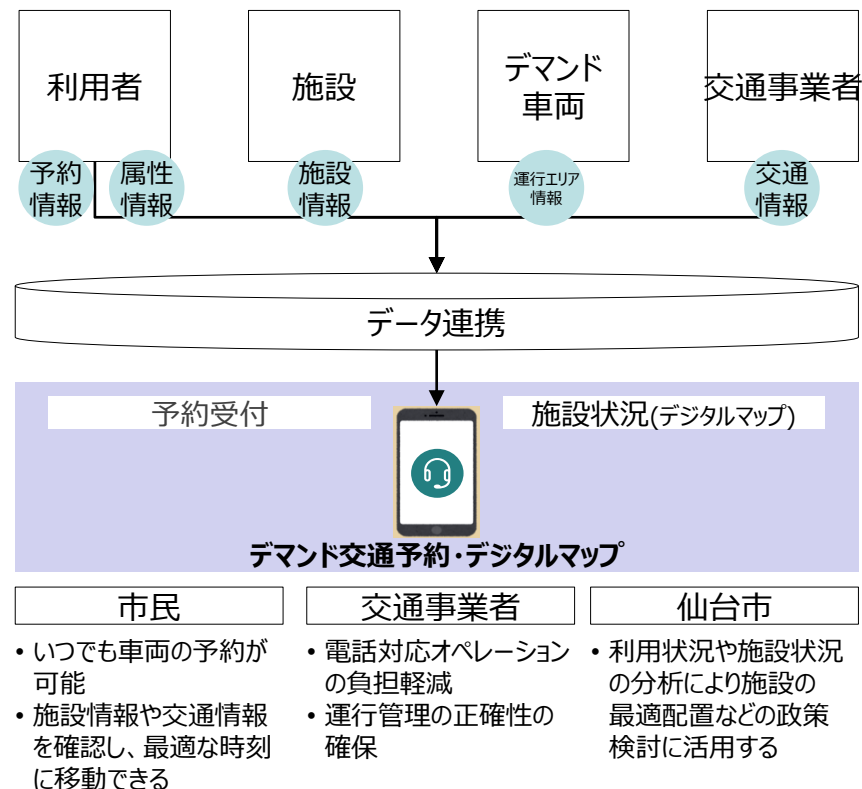 利用者
施設
デマンド
車両
交通事業者
予約
情報
属性
情報
施設
情報
運行エリア
情報
交通
情報
データ連携
予約受付
施設状況(デジタルマップ)
デマンド交通予約・デジタルマップ
市民
• いつでも車両の予約が
可能
• 施設情報や交通情報
を確認し、最適な時刻
に移動できる
交通事業者
• 電話対応オペレーション
の負担軽減
• 運行管理の正確性の
確保
仙台市
• 利用状況や施設状況
の分析により施設の
最適配置などの政策
検討に活用する